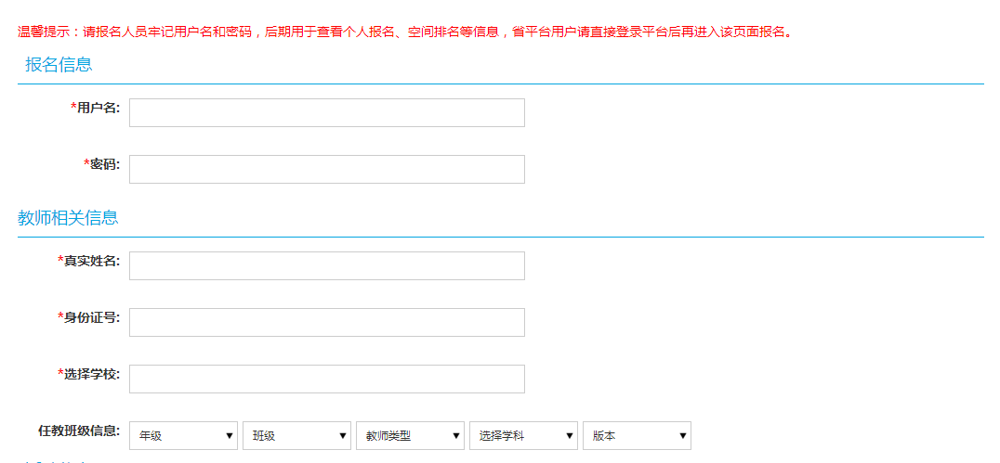 温馨提示：请报名人员牢记用户名和密码，后期用于查看个人报名、空间排名等信息，省平台用户请直接登录平台后再进入该页面报名。
报名信息
*用户名:
*密码:
教师相关信息
*真实姓名:
*身份证号:
*选择学校:
任教班级信息: 年级 班级 教师类型 选择学科 版本